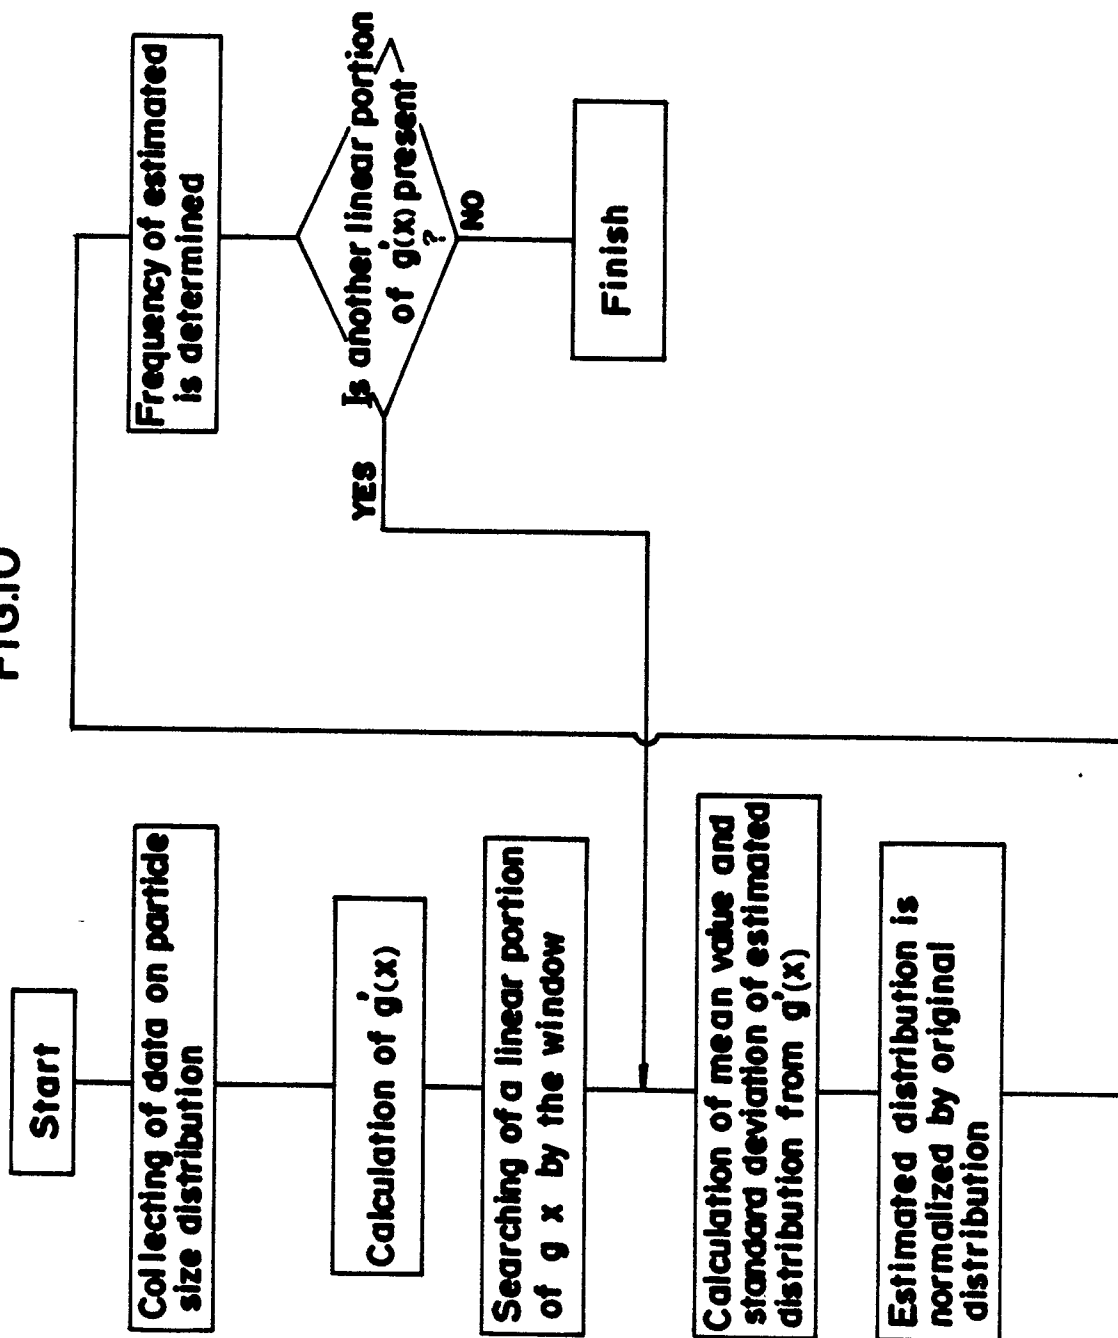 FIG.10
Start
Collecting of data on particle
size distribution
Calculation of g'(X)
Searching of a linear portion
of g x by the window
Calculation of mean value and
standard deviation of estimated
distribution from g'(X)
Estimated distribution is
normalized by original
distribution
Frequency of estimated
is determined
Is another linear portion
of g'(X) present
?
YES
NO
Finish